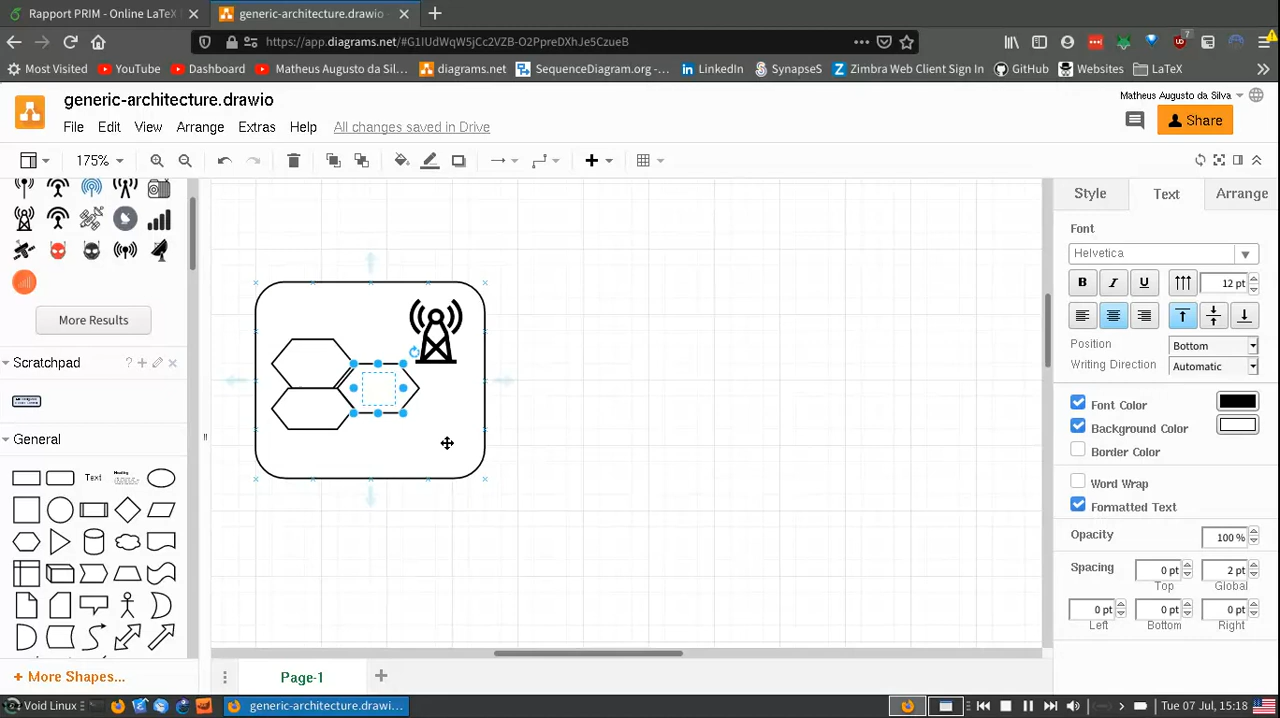 Rapport PRIM - Online LaTeX
generic-architecture.drawio
https://app.diagrams.net/#G1IUdWqW5jCc2VZB-O2PpreDXhJe5CzueB
7
Most Visited
YouTube
Dashboard
Matheus Augusto da Silv...
diagrams.net
SequenceDiagram.org -...
LinkedIn
SynapseS
Zimbra Web Client Sign In
GitHub
Websites
LaTeX
generic-architecture.drawio
Matheus Augusto da Silva
File Edit View Arrange Extras Help All changes saved in Drive
Share
175%
Style Text Arrange
Font
Helvetica
B I U 12 pt
Position Bottom
Writing Direction Automatic
Font Color
Background Color
Border Color
Word Wrap
Formatted Text
Opacity 100 %
Spacing 0 pt 2 pt
Top Global
0 pt 0 pt 0 pt
Left Bottom Right
More Results
Scratchpad ?
General
Text Heading
+ More Shapes...
Page-1
Void Linux
generic-architecture.drawi...
Tue 07 Jul, 15:18